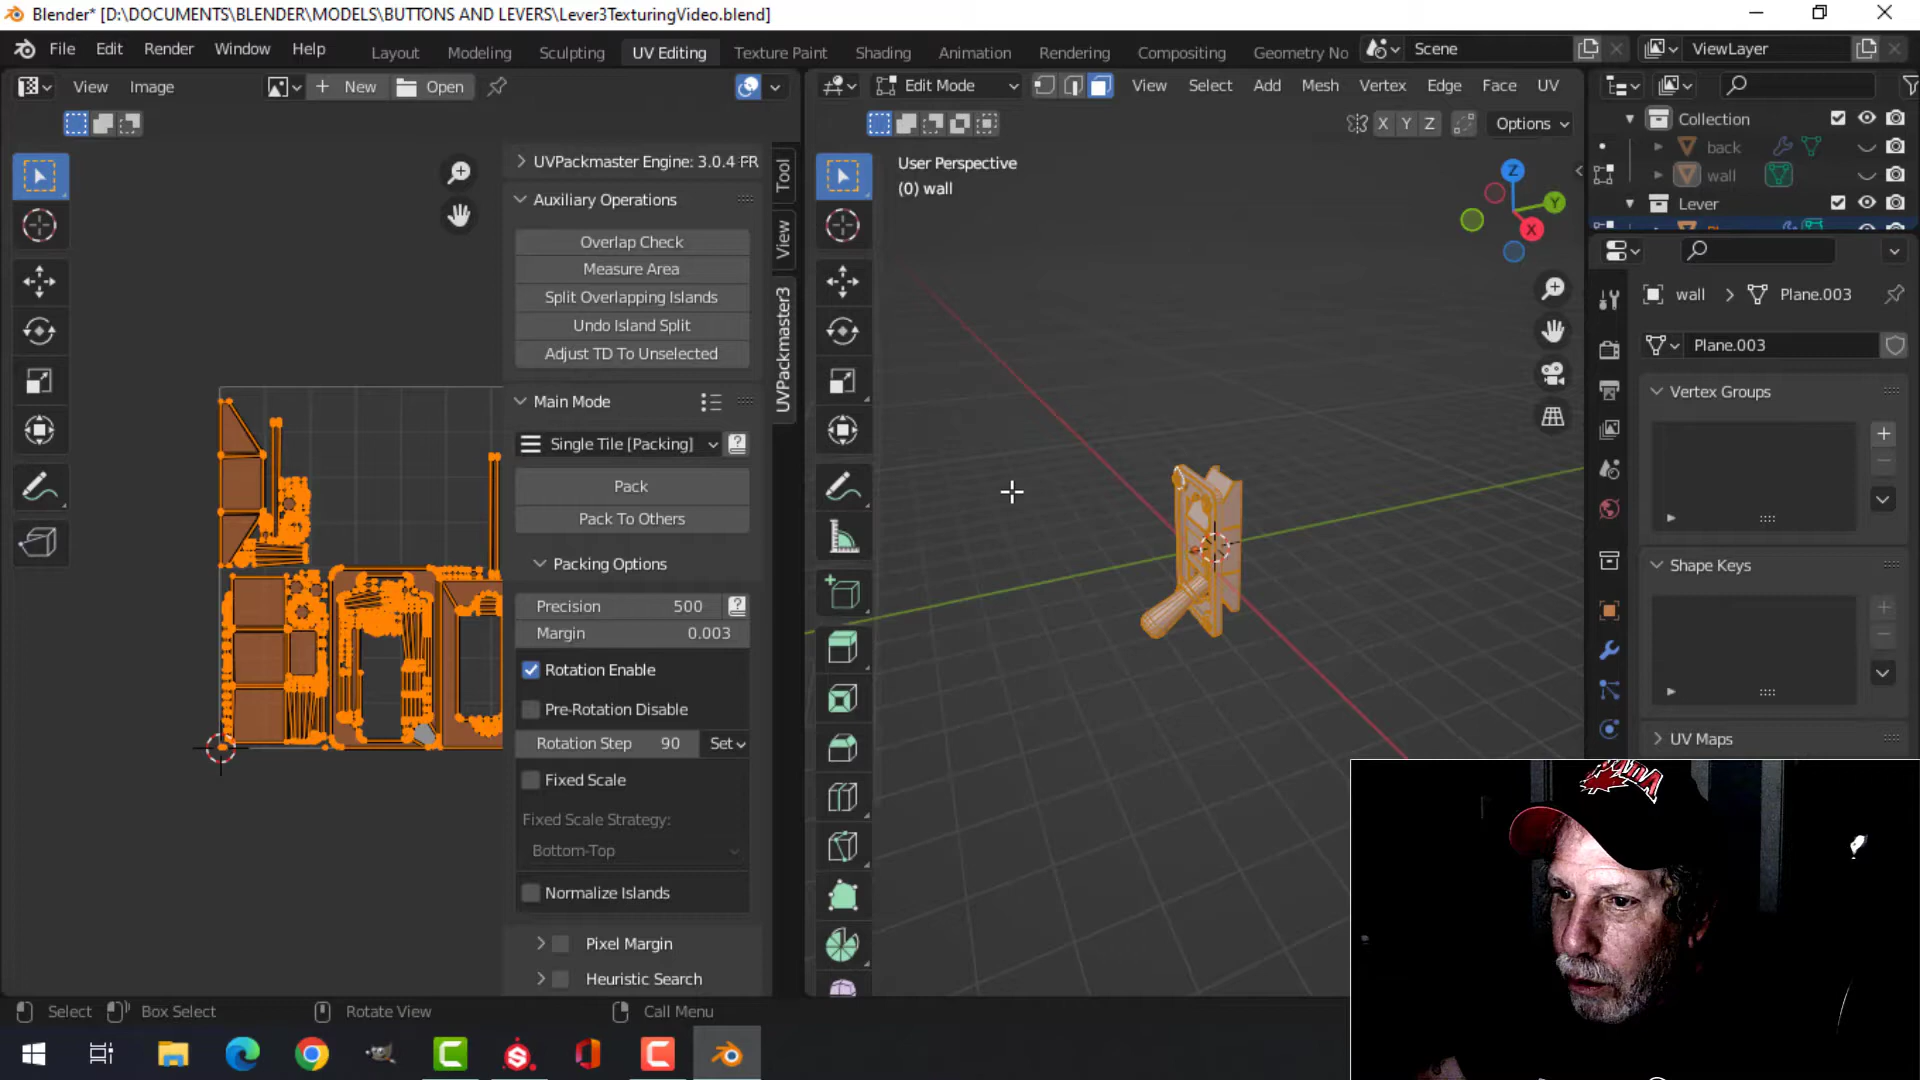 Blender* [D:\DOCUMENTS\BLENDER\MODELS\BUTTONS AND LEVERS\Lever3TexturingVideo.blend]
File Edit Render Window Help Layout Modeling Sculpting UV Editing Texture Paint Shading Animation Rendering Compositing Geometry No Scene ViewLayer
View Image New Open Edit Mode View Select Add Mesh Vertex Edge Face UV
X Y Z Options
UVPackmaster Engine: 3.0.4 FR
Auxiliary Operations
Overlap Check
Measure Area
Split Overlapping Islands
Undo Island Split
Adjust TD To Unselected
Main Mode
Single Tile [Packing]
Pack
Pack To Others
Packing Options
Precision 500
Margin 0.003
Rotation Enable
Pre-Rotation Disable
Rotation Step 90 Set
Fixed Scale
Fixed Scale Strategy:
Bottom-Top
Normalize Islands
Pixel Margin
Heuristic Search
Tool
View
UVPackmaster3
User Perspective
(0) wall
Z
Y
X
Collection
back
wall
Lever
wall > Plane.003
Plane.003
Vertex Groups
Shape Keys
UV Maps
Select Box Select Rotate View Call Menu